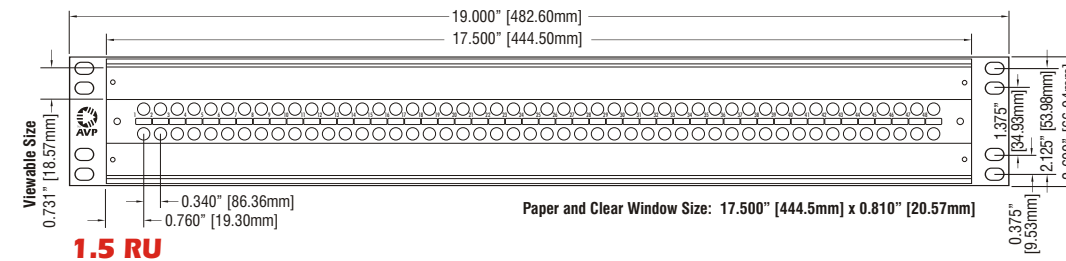 19.000” [482.60mm]
17.500” [444.50mm]
Viewable Size
0.731” [18.57mm]
AVP
1.375”
[34.93mm]
2.125” [53.98mm]
0.340” [86.36mm]
0.760” [19.30mm]
Paper and Clear Window Size: 17.500” [444.5mm] x 0.810” [20.57mm]
0.375”
[9.53mm]
1.5 RU